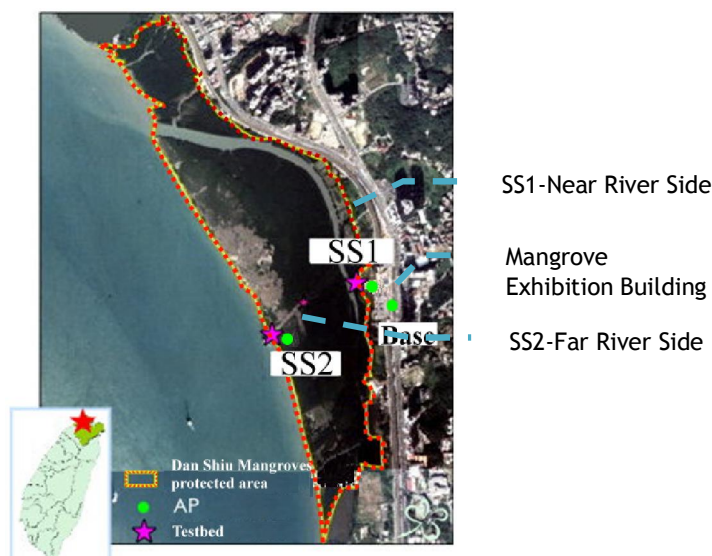 SS1-Near River Side
SS1
Mangrove
Exhibition Building
Base
SS2-Far River Side
SS2
Dan Shiu Mangroves
protected area
AP
Testbed